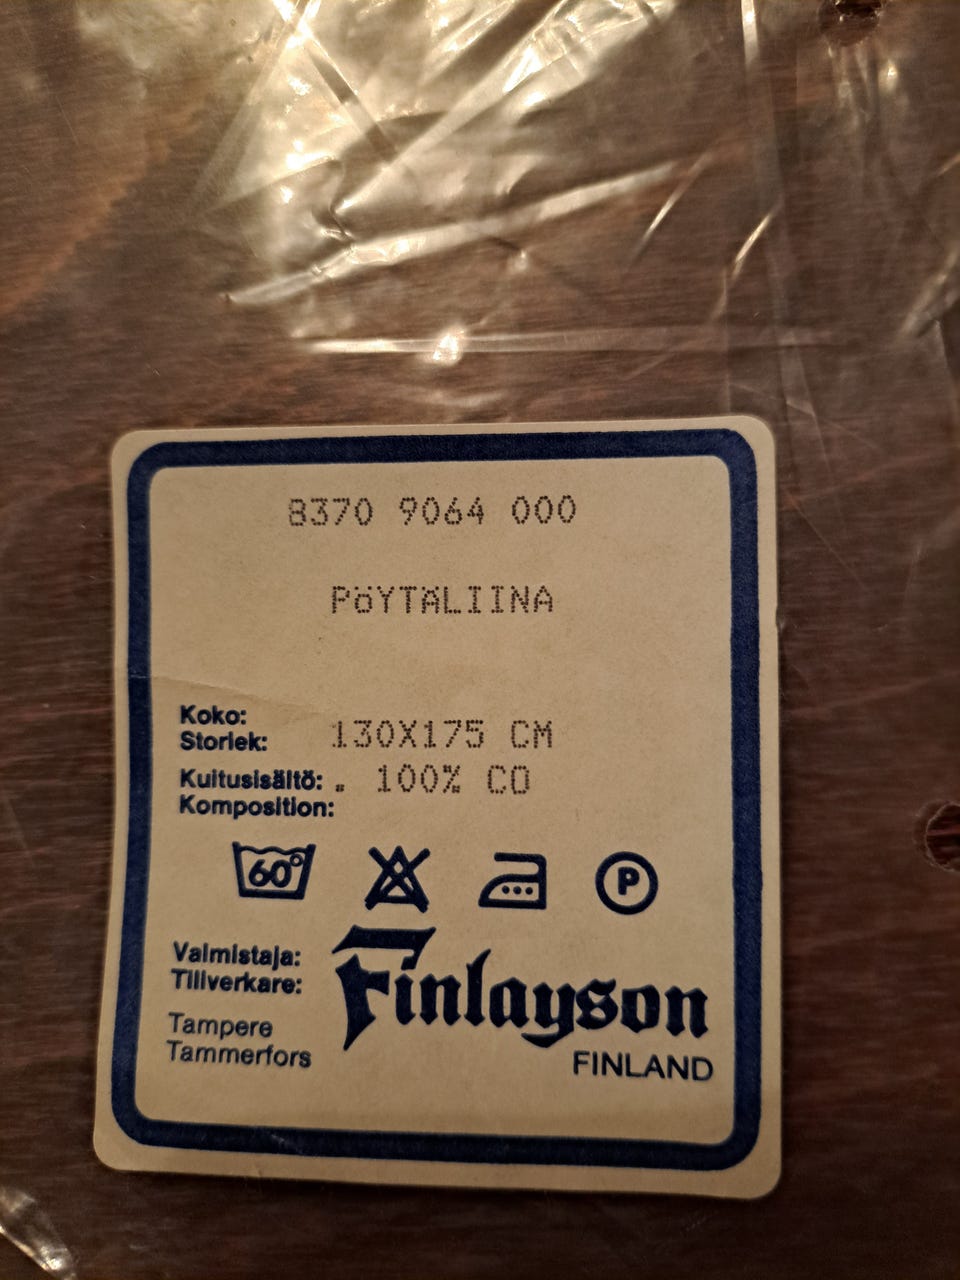 8370 9064 000
PöYTÄLIINA
Koko:
Storlek: 130X175 CM
Kuitusisältö: . 100% CO
Komposition:
60°
P
Valmistaja:
Tillverkare:
Finlayson
Tampere
Tammerfors
FINLAND